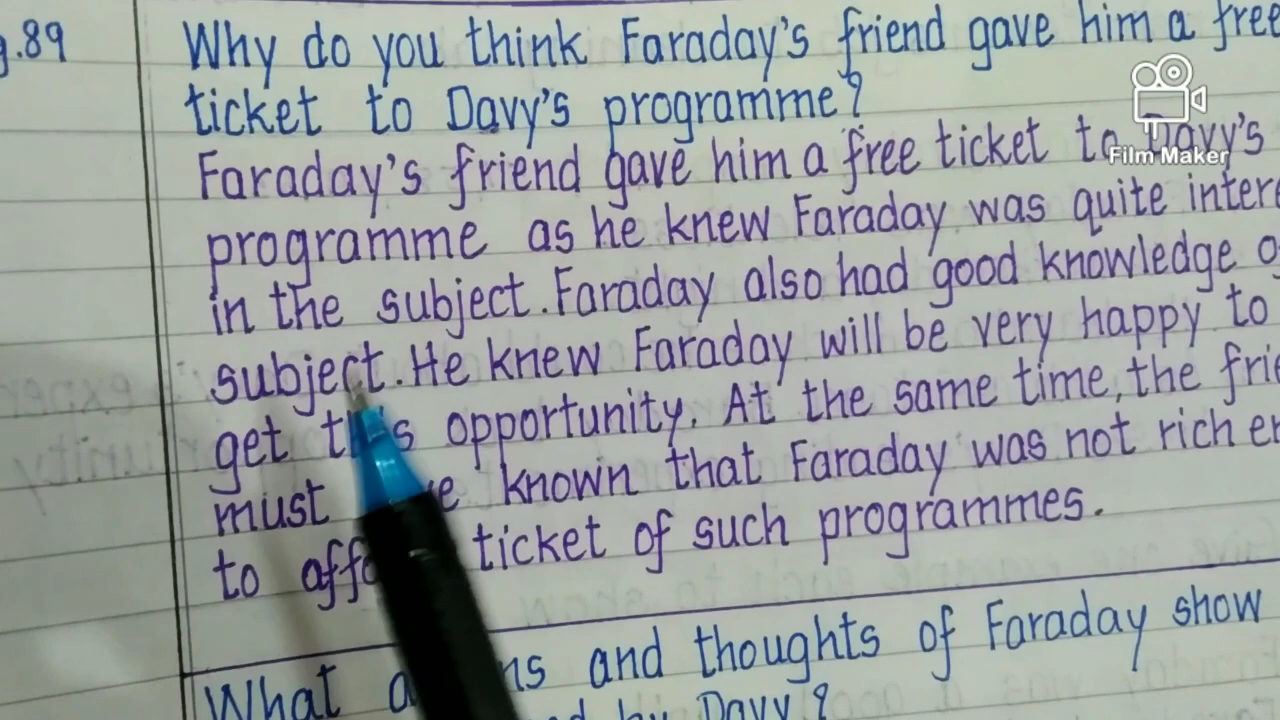 .89
Why do you think Faraday's friend gave him a free
ticket to Davy's programme?
Faraday's friend gave him a free ticket to Davy's
programme as he knew Faraday was quite
in the subject. Faraday also had good knowledge
subject. He knew Faraday will be very happy to
get this opportunity. At the same time, the
must known that Faraday was not rich
to ticket of such programmes.
What and thoughts of Faraday show
by Davy?
Film Maker